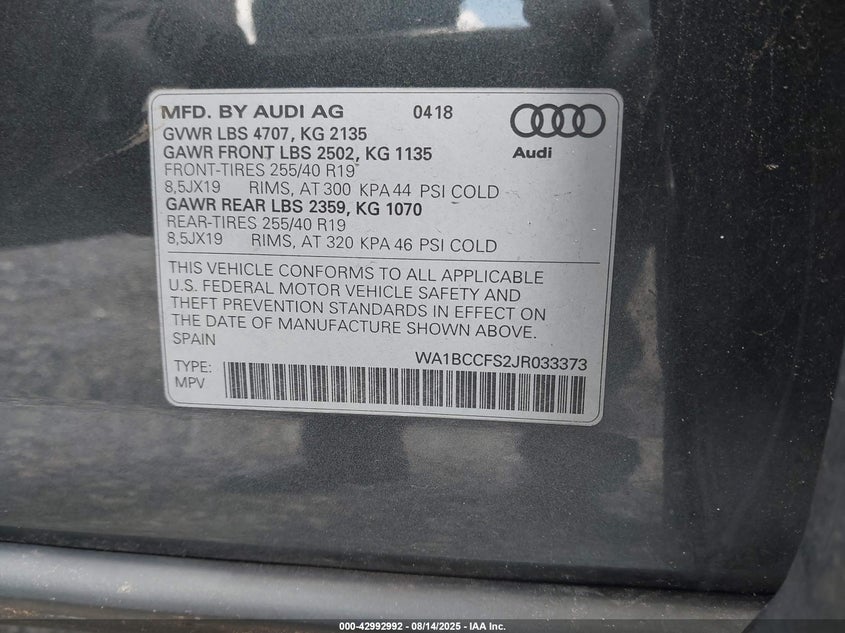 MFD. BY AUDI AG 0418
GVWR LBS 4707, KG 2135
GAWR FRONT LBS 2502, KG 1135
FRONT-TIRES 255/40 R19
8,5JX19 RIMS, AT 300 KPA 44 PSI COLD
GAWR REAR LBS 2359, KG 1070
REAR-TIRES 255/40 R19
8,5JX19 RIMS, AT 320 KPA 46 PSI COLD
Audi
THIS VEHICLE CONFORMS TO ALL APPLICABLE
U.S. FEDERAL MOTOR VEHICLE SAFETY AND
THEFT PREVENTION STANDARDS IN EFFECT ON
THE DATE OF MANUFACTURE SHOWN ABOVE.
SPAIN
WA1BCCFS2JR033373
TYPE:
MPV
000-42992992 - 08/14/2025 - IAA Inc.